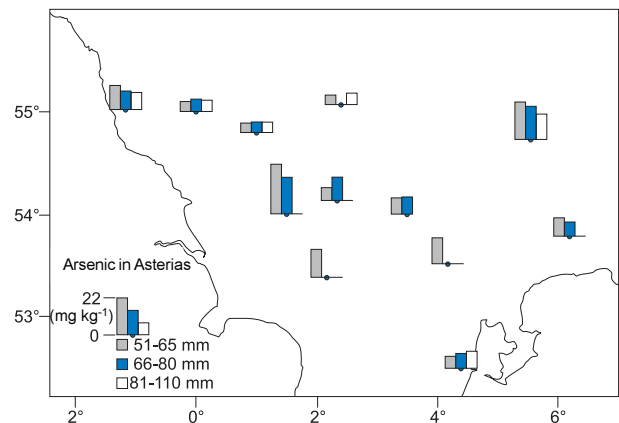 55°
54°
Arsenic in Asterias
22
(mg kg-1)
53°
0
51-65 mm
66-80 mm
81-110 mm
2° 0° 2° 4° 6°
55°